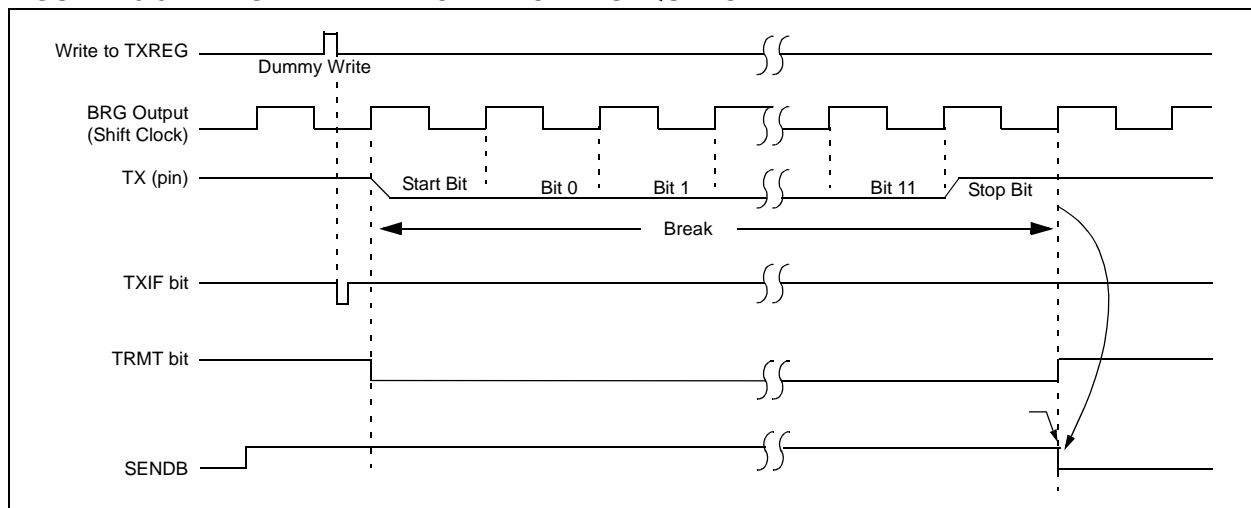 Write to TXREG
Dummy Write
BRG Output
(Shift Clock)
TX (pin)
Start Bit
Bit 0
Bit 1
Bit 11
Stop Bit
Break
TXIF bit
TRMT bit
SENDB